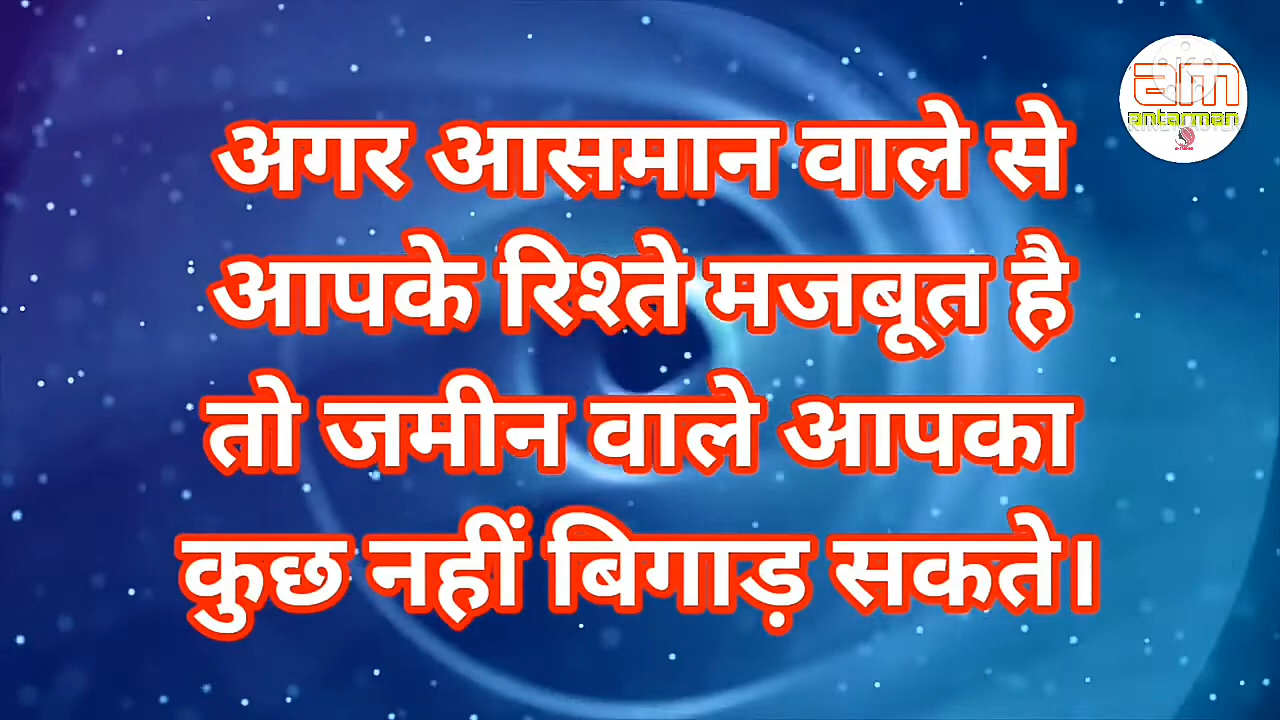 am
antarman
अगर आसमान वाले से
आपके रिश्ते मजबूत है
तो जमीन वाले आपका
कुछ नहीं बिगाड़ सकते।